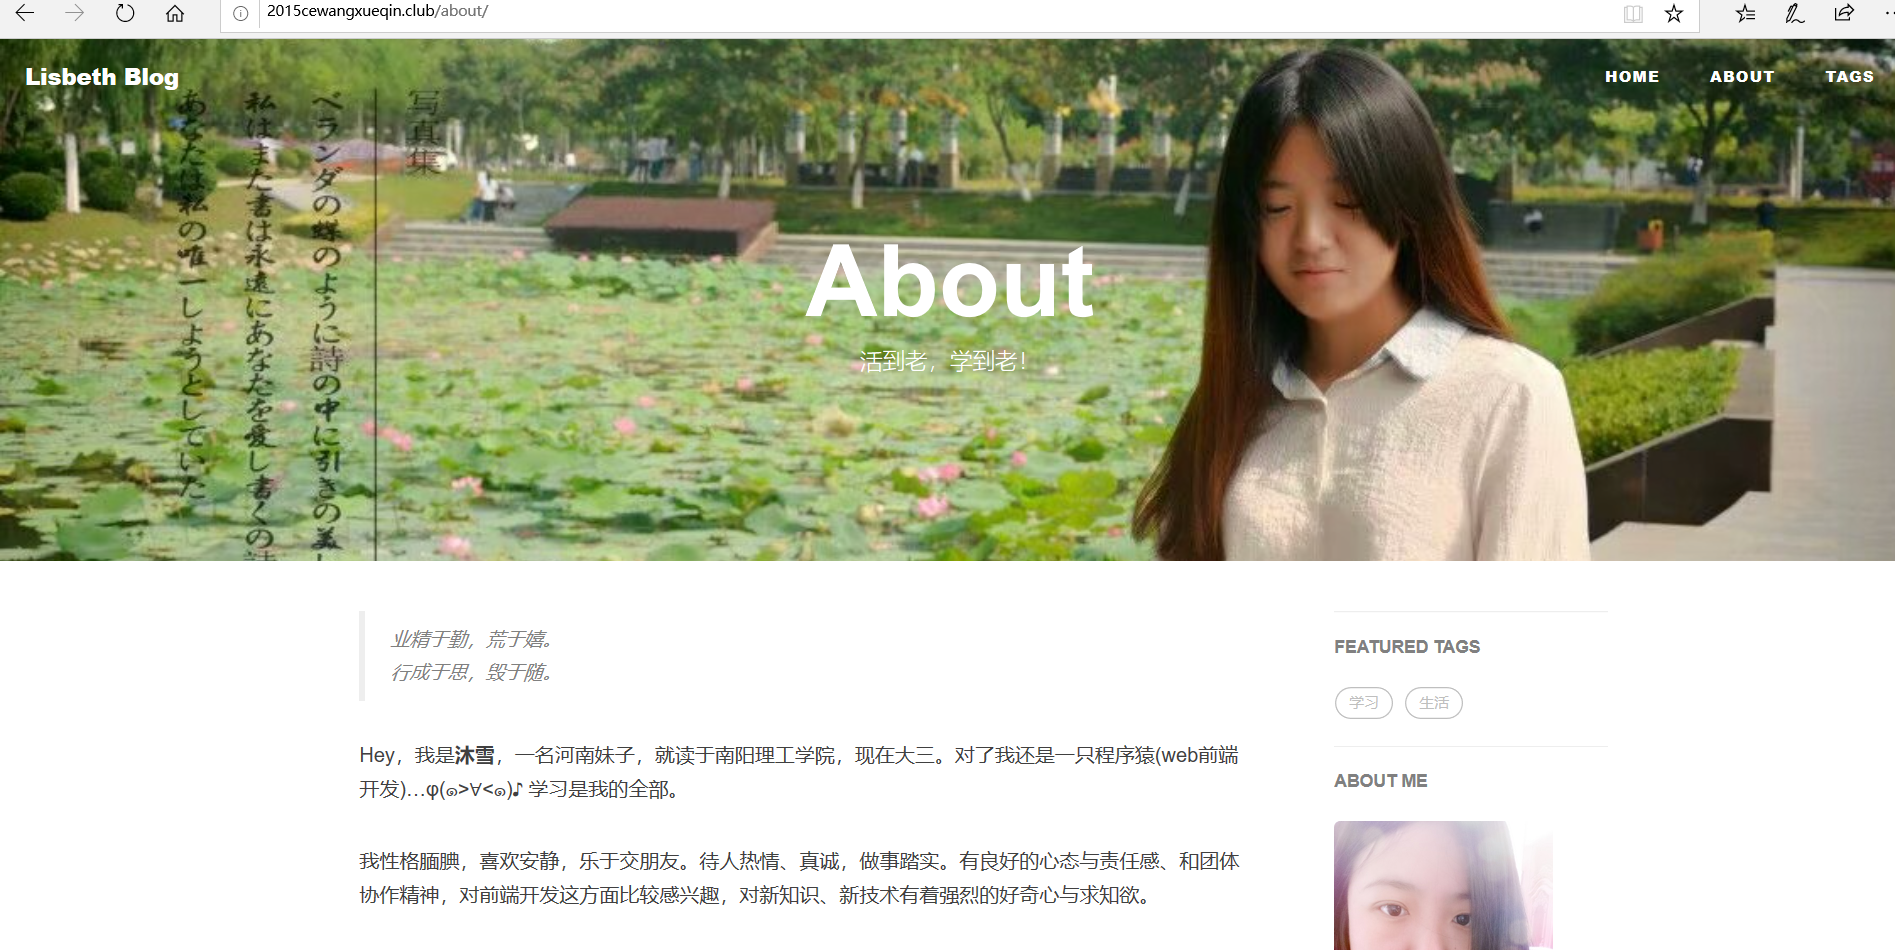 2015cewangxueqin.club/about/
Lisbeth Blog
HOME
ABOUT
TAGS
写真集
ベランダの蝶のように詩の中に引きの美し
私はまた書は永遠にあなたを愛し書くの詩
あなたは私の唯一しようとしていた
About
活到老，学到老！
业精于勤，荒于嬉。
行成于思，毁于随。
Hey，我是沐雪，一名河南妹子，就读于南阳理工学院，现在大三。对了我还是一只程序猿(web前端
开发)…φ(๑>∀<๑)♪ 学习是我的全部。
我性格腼腆，喜欢安静，乐于交朋友。待人热情、真诚，做事踏实。有良好的心态与责任感、和团体
协作精神，对前端开发这方面比较感兴趣，对新知识、新技术有着强烈的好奇心与求知欲。
FEATURED TAGS
学习
生活
ABOUT ME